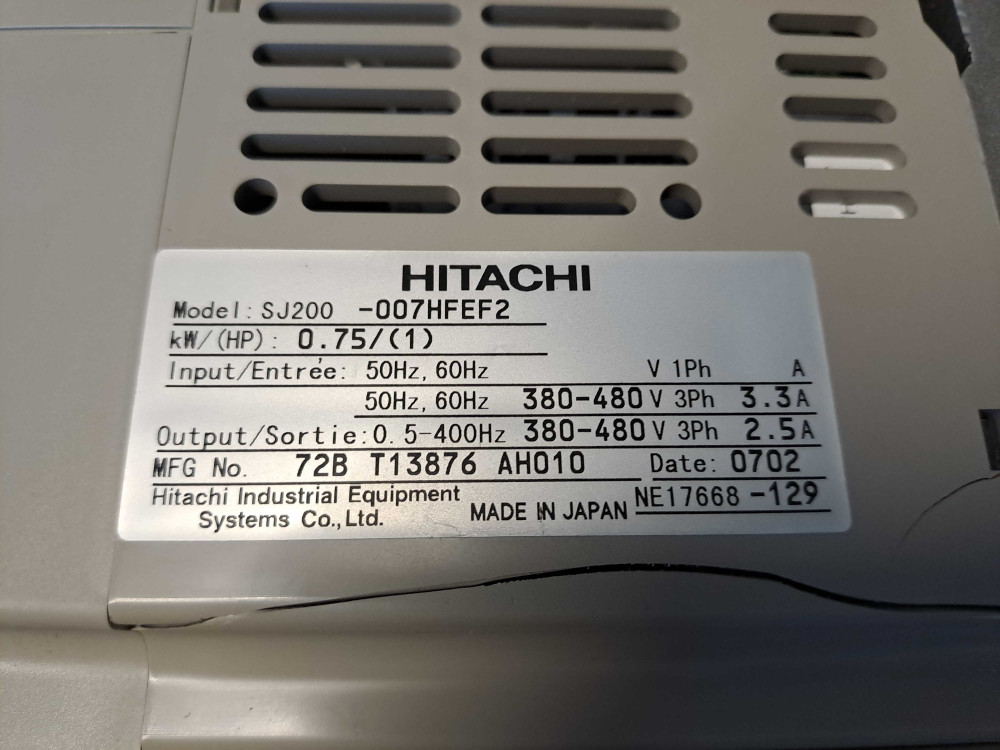 HITACHI
Model: SJ200 -007HFEF2
kW/(HP): 0.75/(1)
Input/Entrée: 50Hz, 60Hz V 1Ph A
50Hz, 60Hz 380-480 V 3Ph 3.3 A
Output/Sortie: 0.5-400Hz 380-480 V 3Ph 2.5 A
MFG No. 72B T13876 AH010 Date: 0702
Hitachi Industrial Equipment
Systems Co., Ltd. MADE IN JAPAN NE17668 -129